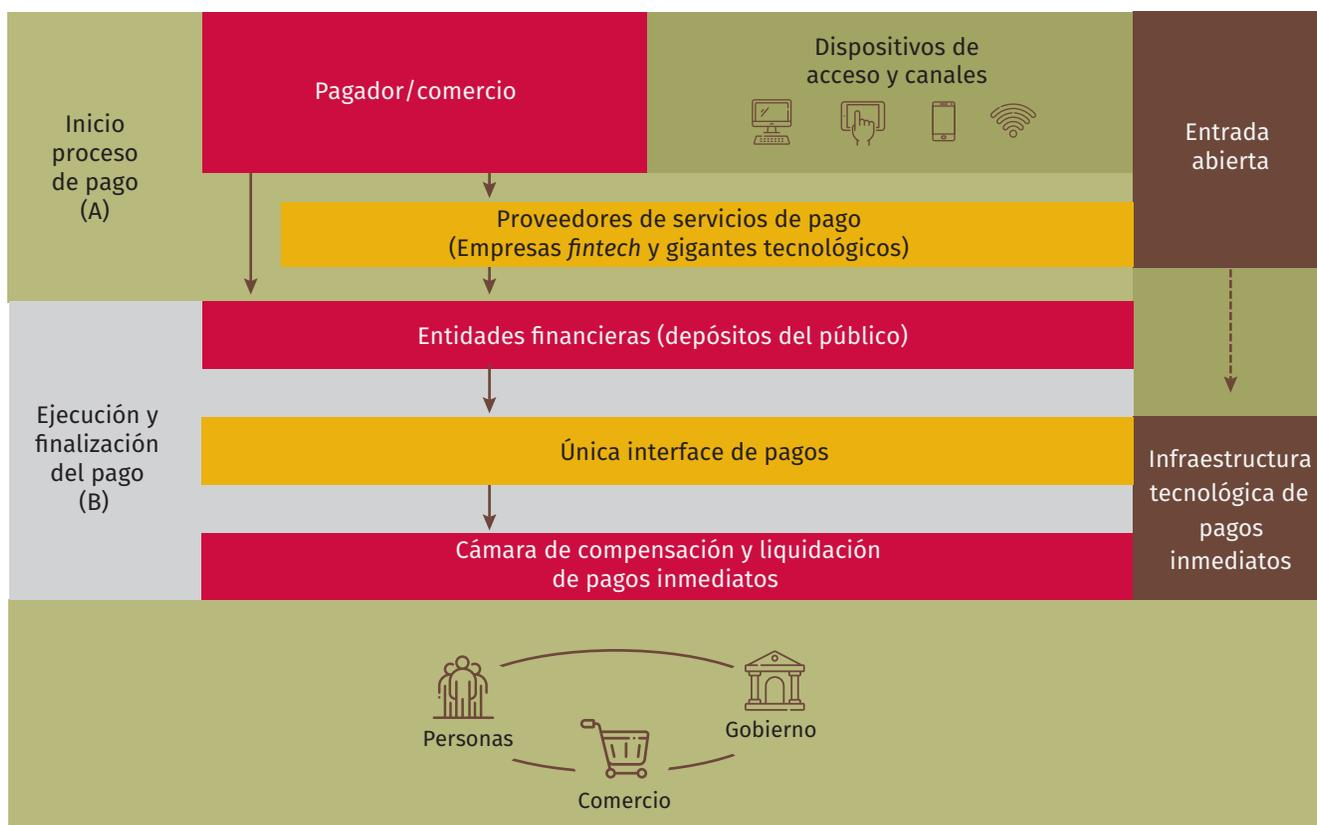 Inicio
proceso
de pago
(A)
Pagador/comercio
Dispositivos de
acceso y canales
Entrada
abierta
Proveedores de servicios de pago
(Empresas fintech y gigantes tecnológicos)
Ejecución y
finalización
del pago
(B)
Entidades financieras (depósitos del público)
Única interface de pagos
Cámara de compensación y liquidación
de pagos inmediatos
Infraestructura
tecnológica de
pagos
inmediatos
Personas
Gobierno
Comercio